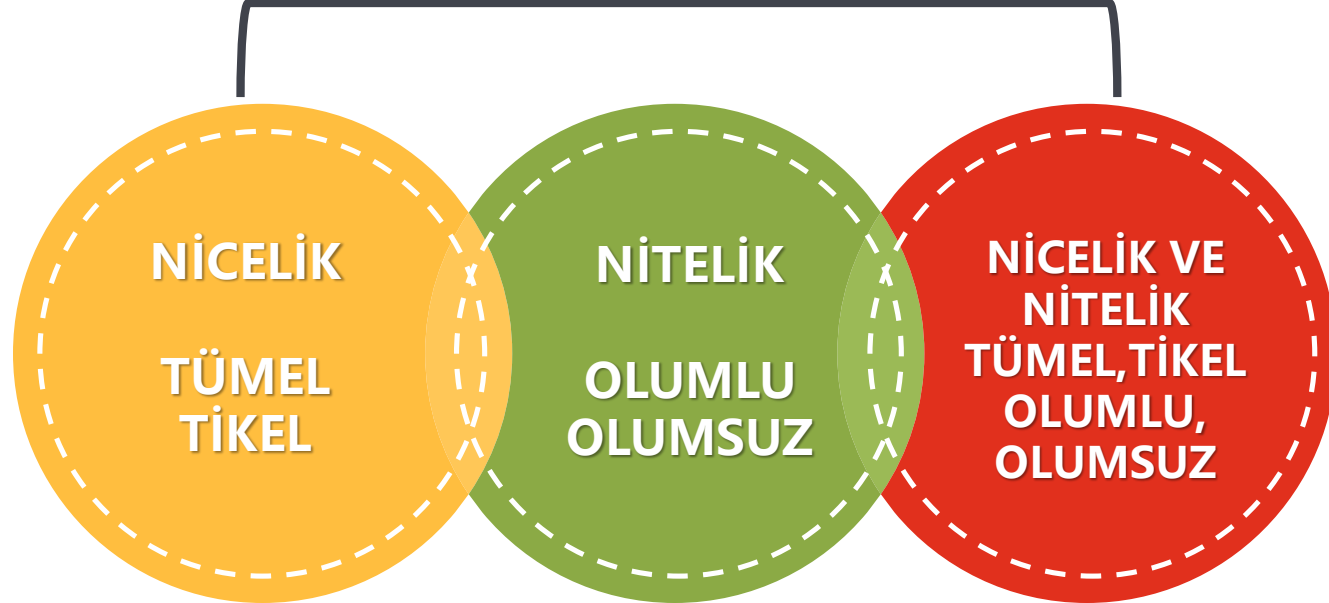 NİCELİK
TÜMEL
TİKEL
NİTELİK
OLUMLU
OLUMSUZ
NİCELİK VE
NİTELİK
TÜMEL,TİKEL
OLUMLU,
OLUMSUZ